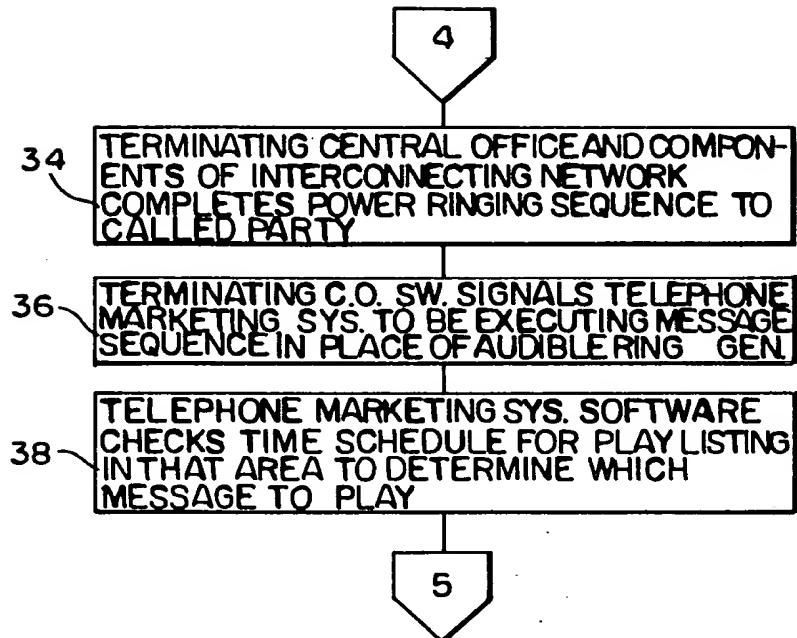 4
34
TERMINATING CENTRAL OFFICE AND COMPON-
ENTS OF INTERCONNECTING NETWORK
COMPLETES POWER RINGING SEQUENCE TO
CALLED PARTY
36
TERMINATING C.O. SW. SIGNALS TELEPHONE
MARKETING SYS. TO BE EXECUTING MESSAGE
SEQUENCE IN PLACE OF AUDIBLE RING GEN.
38
TELEPHONE MARKETING SYS. SOFTWARE
CHECKS TIME SCHEDULE FOR PLAY LISTING
IN THAT AREA TO DETERMINE WHICH
MESSAGE TO PLAY
5